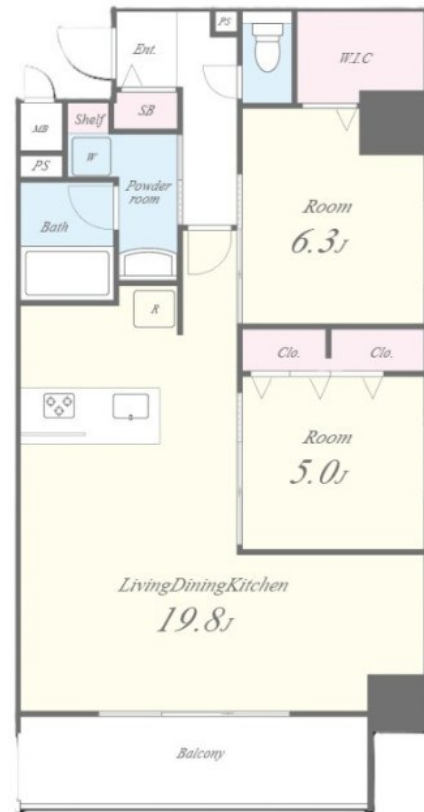 PS
Ent.
W.I.C
MB
Shelf
SB
W
PS
Powder
room
Bath
Room
6.3J
R
Clo.
Clo.
Room
5.0J
LivingDiningKitchen
19.8J
Balcony